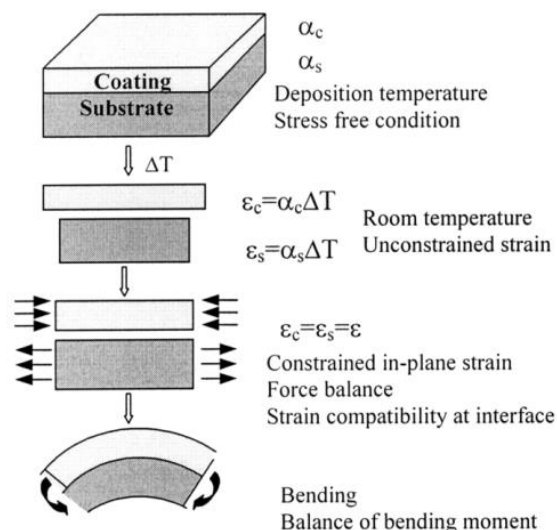 α_c
α_s
Coating
Substrate
Deposition temperature
Stress free condition
ΔT
ε_c=α_cΔT
Room temperature
Unconstrained strain
ε_s=α_sΔT
ε_c=ε_s=ε
Constrained in-plane strain
Force balance
Strain compatibility at interface
Bending
Balance of bending moment